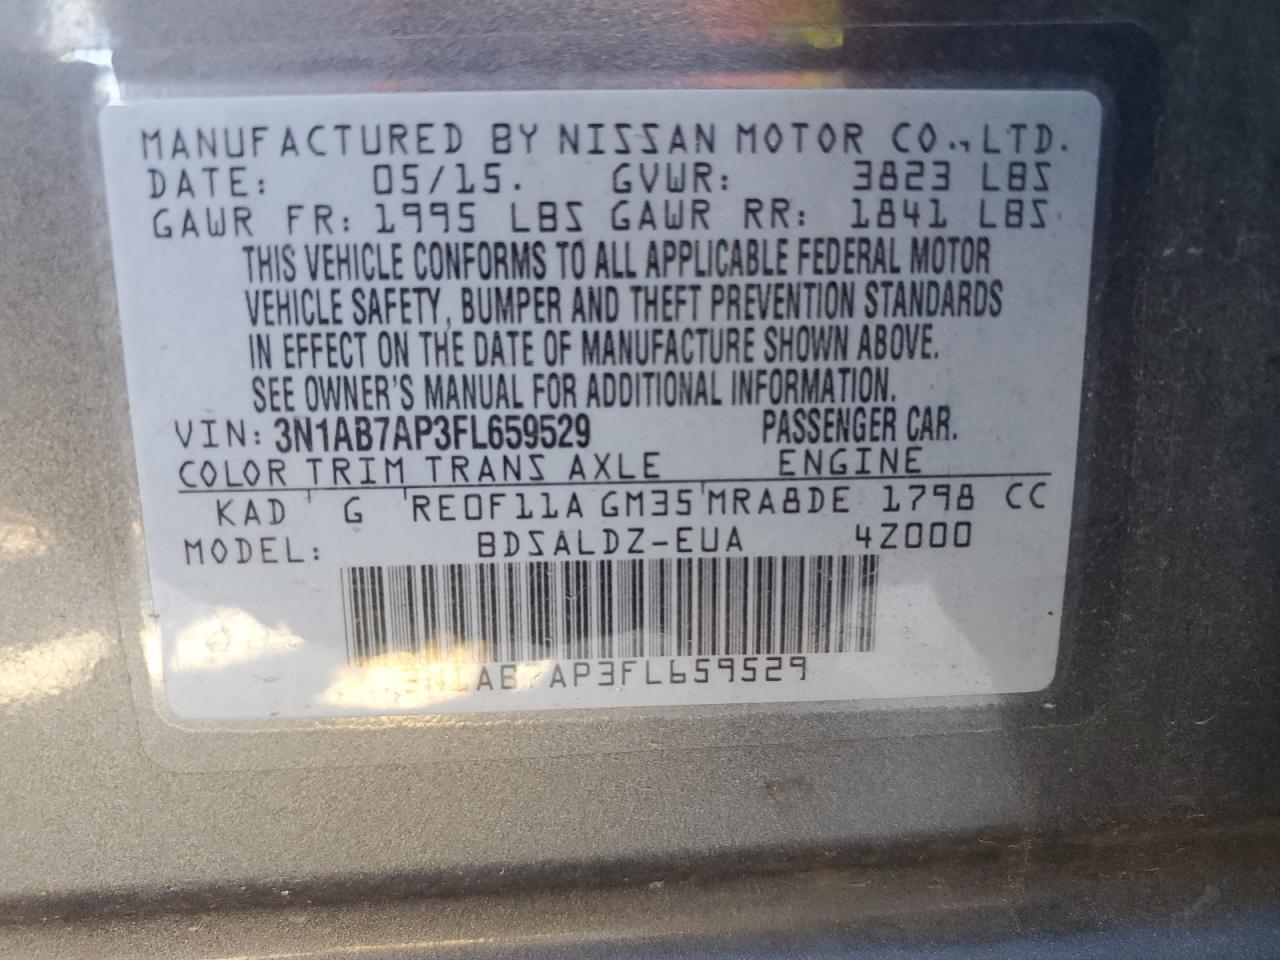 MANUFACTURED BY NISSAN MOTOR CO., LTD.
DATE: 05/15. GVWR: 3823 LBS
GAWR FR: 1995 LBS GAWR RR: 1841 LBS
THIS VEHICLE CONFORMS TO ALL APPLICABLE FEDERAL MOTOR
VEHICLE SAFETY, BUMPER AND THEFT PREVENTION STANDARDS
IN EFFECT ON THE DATE OF MANUFACTURE SHOWN ABOVE.
SEE OWNER'S MANUAL FOR ADDITIONAL INFORMATION.
VIN: 3N1AB7AP3FL659529 PASSENGER CAR.
COLOR TRIM TRANS AXLE ENGINE
KAD G RE0F11A GM35 MRA8DE 1798 CC
MODEL: BDSALDZ-EUA 4Z000
3N1AB7AP3FL659529